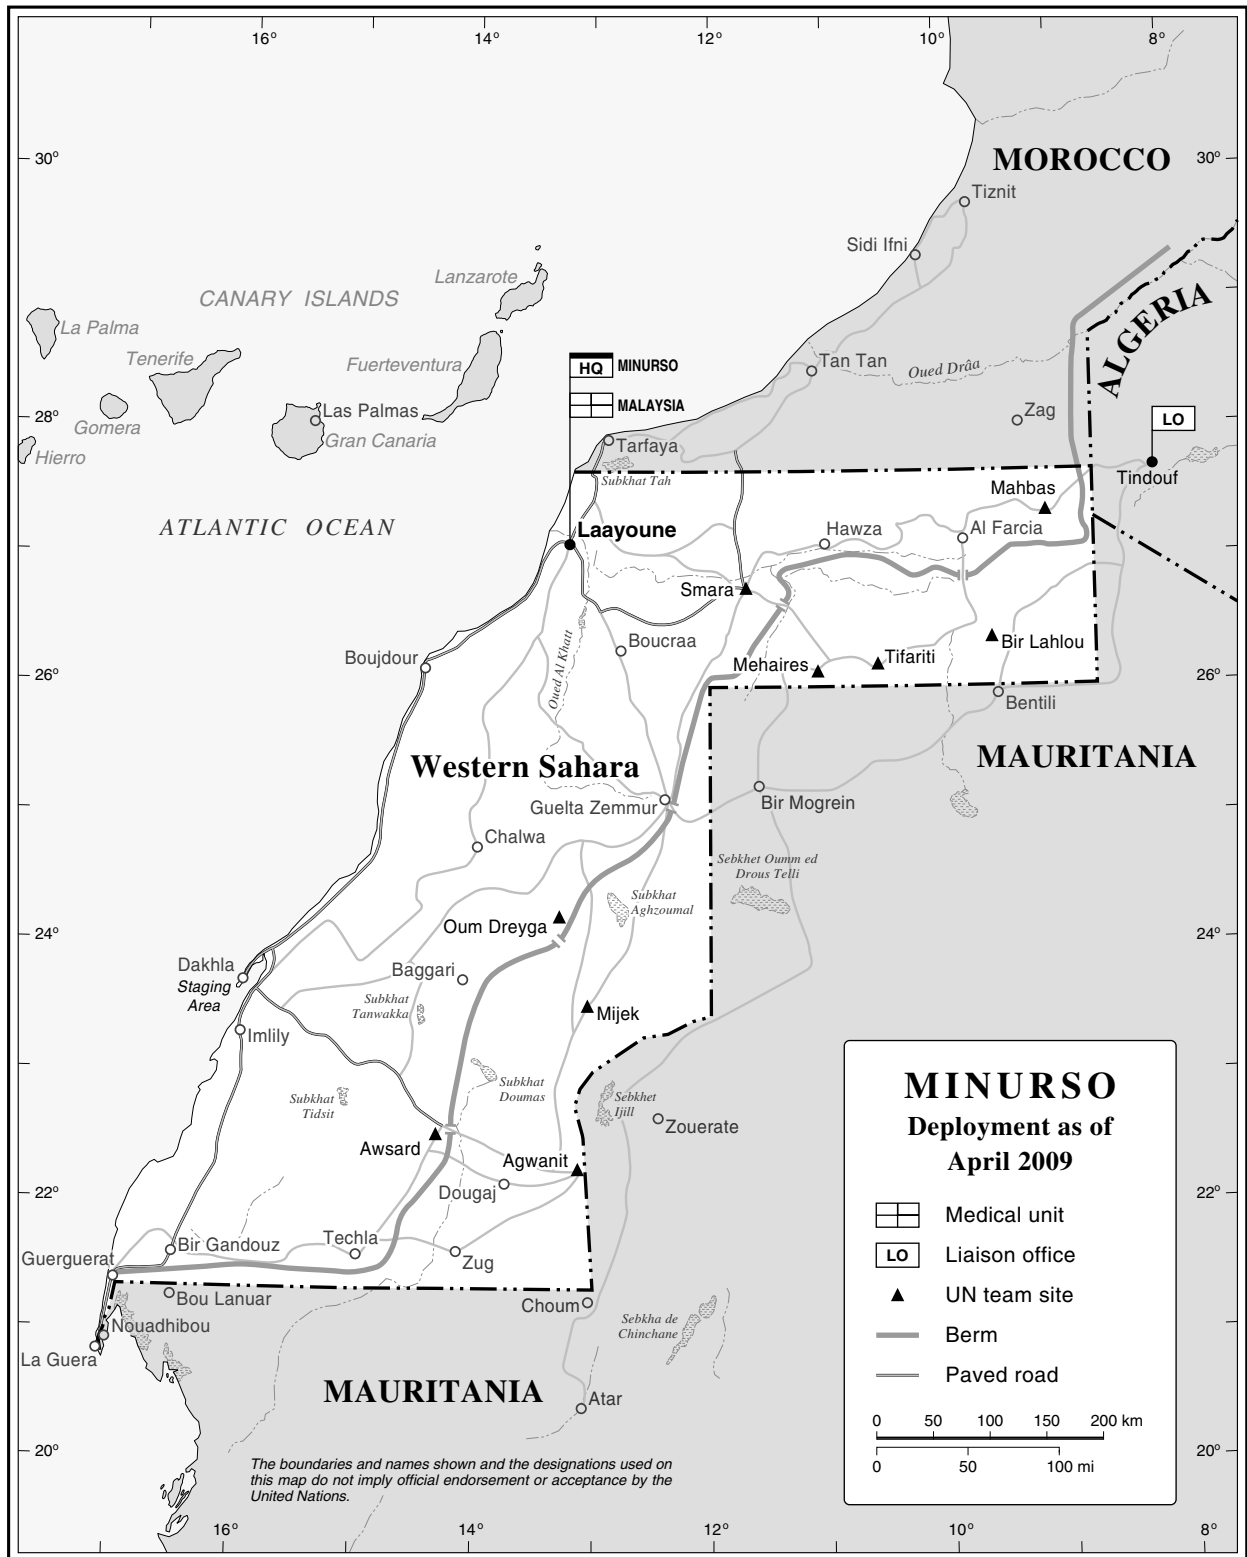 16°
14°
12°
10°
8°
30°
MOROCCO
30°
Tiznit
Sidi Ifni
Lanzarote
CANARY ISLANDS
ALGERIA
La Palma
Tenerife
Fuerteventura
HQ
MINURSO
Tan Tan
Oued Drâa
MALAYSIA
28°
Las Palmas
Zag
LO
28°
Gomera
Gran Canaria
Tarfaya
Hierro
Subkhat Tah
Tindouf
Mahbas
ATLANTIC OCEAN
Laayoune
Hawza
Al Farcia
Smara
Boucraa
Bir Lahlou
Boujdour
Oued Al Khatt
Mehaires
Tifariti
26°
26°
Bentili
Western Sahara
MAURITANIA
Guelta Zemmur
Bir Mogrein
Chalwa
Sebkhet Oumm ed
Drous Telli
Subkhat
Aghzoumal
Oum Dreyga
24°
24°
Dakhla
Staging
Area
Baggari
Subkhat
Tanwakka
Mijek
Imlily
Subkhat
Doumas
Subkhat
Tidsit
Sebkhet
Ijill
Zouerate
Awsard
Agwanit
Dougaj
22°
22°
Techla
Bir Gandouz
Guerguerat
Zug
Bou Lanuar
Choum
Nouadhibou
Sebkha de
Chinchane
La Guera
MAURITANIA
Atar
20°
20°
The boundaries and names shown and the designations used on
this map do not imply official endorsement or acceptance by the
United Nations.
MINURSO
Deployment as of
April 2009
Medical unit
LO
Liaison office
UN team site
Berm
Paved road
0 50 100 150 200 km
0 50 100 mi
16°
14°
12°
10°
8°